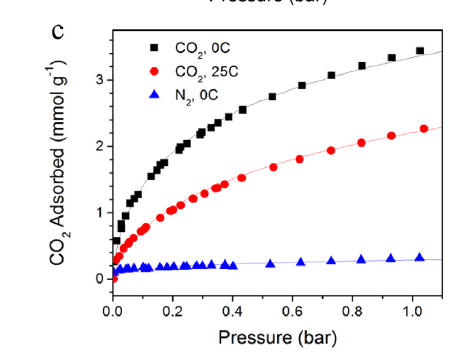 Pressure (bar)
c
CO2, 0C
CO2, 25C
N2, 0C
CO2 Adsorbed (mmol g-1)
3
2
1
0
0.0 0.2 0.4 0.6 0.8 1.0
Pressure (bar)